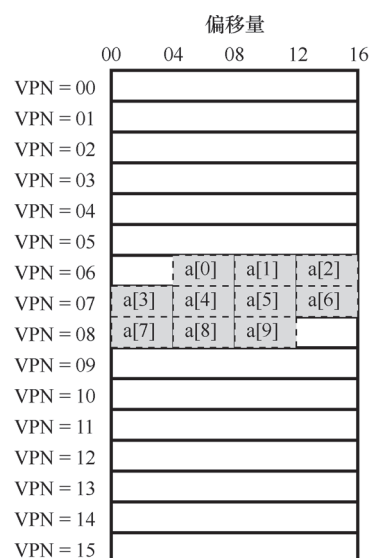 偏移量
00 04 08 12 16
VPN = 00
VPN = 01
VPN = 02
VPN = 03
VPN = 04
VPN = 05
VPN = 06 a[0] a[1] a[2]
VPN = 07 a[3] a[4] a[5] a[6]
VPN = 08 a[7] a[8] a[9]
VPN = 09
VPN = 10
VPN = 11
VPN = 12
VPN = 13
VPN = 14
VPN = 15